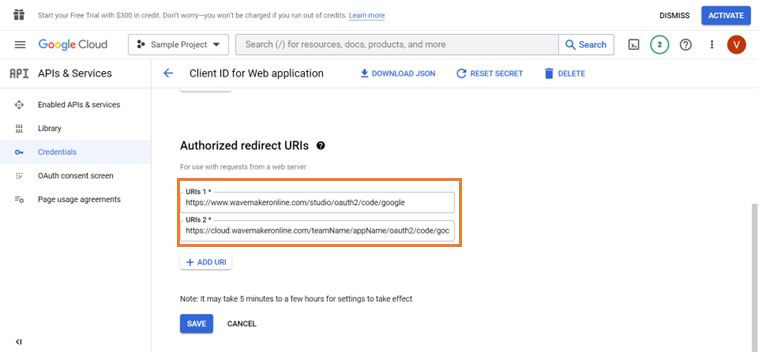 Start your Free Trial with $300 in credit. Don't worry—you won't be charged if you run out of credits. Learn more
DISMISS
ACTIVATE
Google Cloud
Sample Project
Search (/) for resources, docs, products, and more
Search
2
V
API
APIs & Services
Client ID for Web application
DOWNLOAD JSON
RESET SECRET
DELETE
Enabled APIs & services
Library
Credentials
OAuth consent screen
Page usage agreements
Authorized redirect URIs
For use with requests from a web server
URIs 1 *
https://www.wavemakeronline.com/studio/oauth2/code/google
URIs 2 *
https://cloud.wavemakeronline.com/teamName/appName/oauth2/code/goc
ADD URI
Note: It may take 5 minutes to a few hours for settings to take effect
SAVE
CANCEL